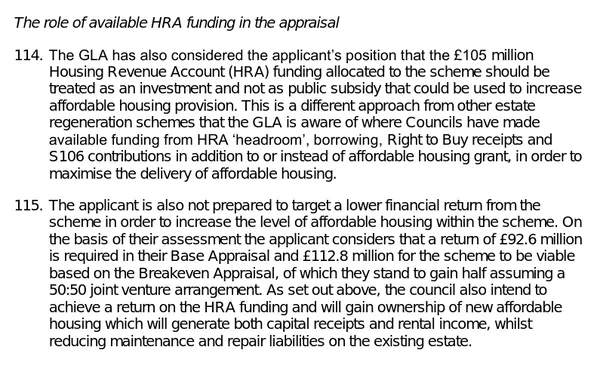 The role of available HRA funding in the appraisal
114. The GLA has also considered the applicant's position that the £105 million
Housing Revenue Account (HRA) funding allocated to the scheme should be
treated as an investment and not as public subsidy that could be used to increase
affordable housing provision. This is a different approach from other estate
regeneration schemes that the GLA is aware of where Councils have made
available funding from HRA 'headroom', borrowing, Right to Buy receipts and
S106 contributions in addition to or instead of affordable housing grant, in order to
maximise the delivery of affordable housing.
115. The applicant is also not prepared to target a lower financial return from the
scheme in order to increase the level of affordable housing within the scheme. On
the basis of their assessment the applicant considers that a return of £92.6 million
is required in their Base Appraisal and £112.8 million for the scheme to be viable
based on the Breakeven Appraisal, of which they stand to gain half assuming a
50:50 joint venture arrangement. As set out above, the council also intend to
achieve a return on the HRA funding and will gain ownership of new affordable
housing which will generate both capital receipts and rental income, whilst
reducing maintenance and repair liabilities on the existing estate.